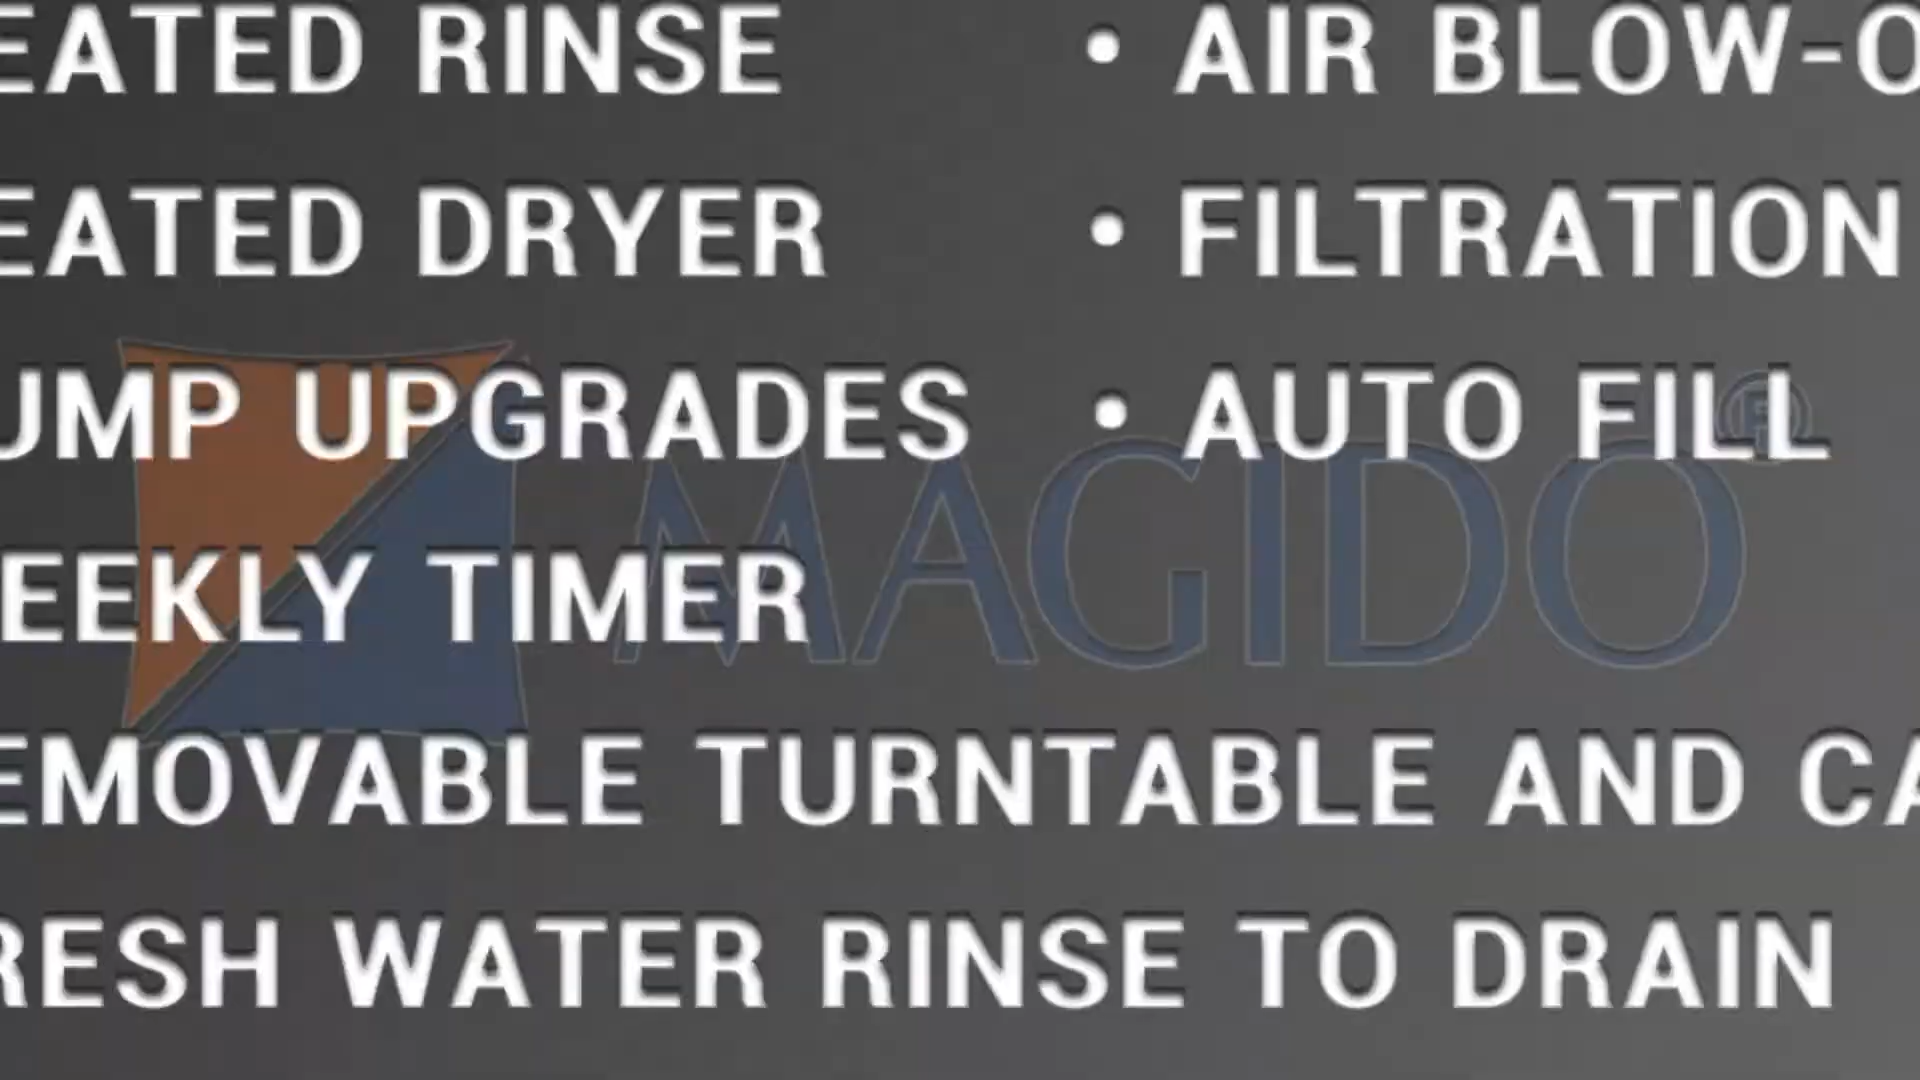 EATED RINSE • AIR BLOW-O
EATED DRYER • FILTRATION
UMP UPGRADES • AUTO FILL
EEKLY TIMER
EMOVABLE TURNTABLE AND CA
RESH WATER RINSE TO DRAIN
MAGIDO®